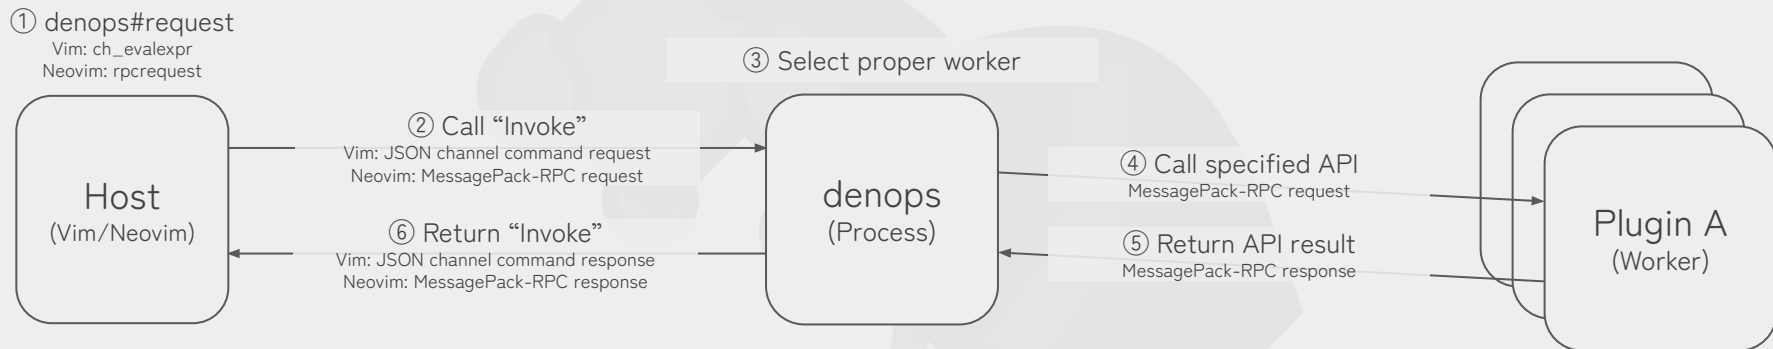 ① denops#request
Vim: ch_evalexpr
Neovim: rpcrequest
③ Select proper worker
② Call “Invoke”
Vim: JSON channel command request
Neovim: MessagePack-RPC request
④ Call specified API
MessagePack-RPC request
Host
(Vim/Neovim)
denops
(Process)
Plugin A
(Worker)
⑥ Return “Invoke”
Vim: JSON channel command response
Neovim: MessagePack-RPC response
⑤ Return API result
MessagePack-RPC response